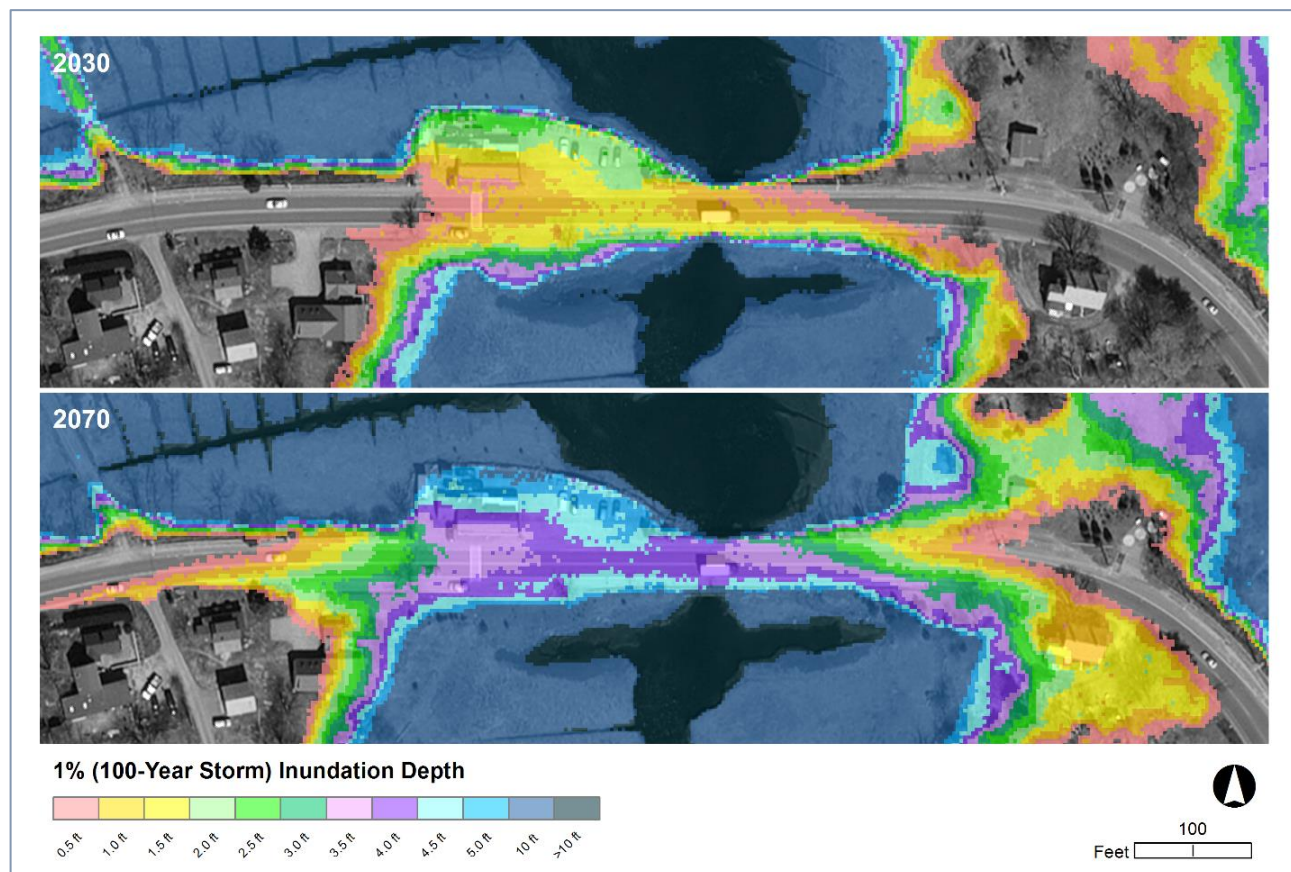 2030
2070
1% (100-Year Storm) Inundation Depth
0.5 ft 1.0 ft 1.5 ft 2.0 ft 2.5 ft 3.0 ft 3.5 ft 4.0 ft 4.5 ft 5.0 ft 10 ft >10 ft
100
Feet